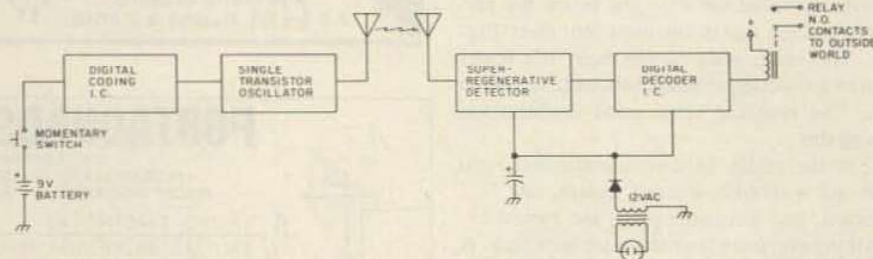 DIGITAL
CODING
I.C.
SINGLE
TRANSISTOR
OSCILLATOR
SUPER-
REGENERATIVE
DETECTOR
DIGITAL
DECODER
I.C.
RELAY
N.O.
CONTACTS
TO OUTSIDE
WORLD
MOMENTARY
SWITCH
+
9V
BATTERY
+
+
12VAC